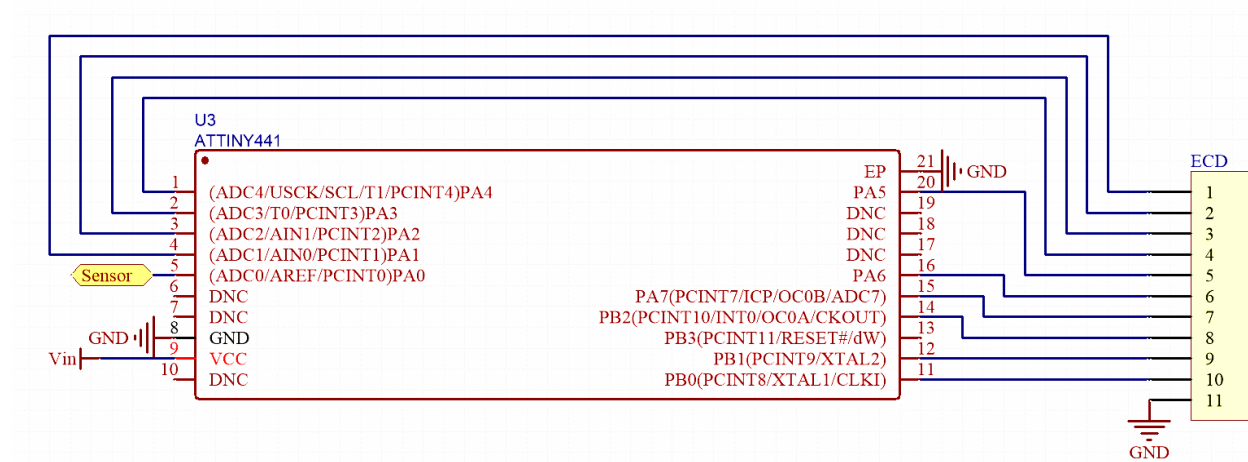 U3
ATTINY441
1 (ADC4/USCK/SCL/T1/PCINT4)PA4
2 (ADC3/T0/PCINT3)PA3
3 (ADC2/AIN1/PCINT2)PA2
4 (ADC1/AIN0/PCINT1)PA1
Sensor 5 (ADC0/AREF/PCINT0)PA0
6 DNC
7 DNC
GND 8 GND
Vin 9 VCC
10 DNC
EP 21 GND
PA5 20
DNC 19
DNC 18
DNC 17
PA6 16
PA7(PCINT7/ICP/OC0B/ADC7) 15
PB2(PCINT10/INT0/OC0A/CKOUT) 14
PB3(PCINT11/RESET#/dW) 13
PB1(PCINT9/XTAL2) 12
PB0(PCINT8/XTAL1/CLKI) 11
ECD
1
2
3
4
5
6
7
8
9
10
11
GND